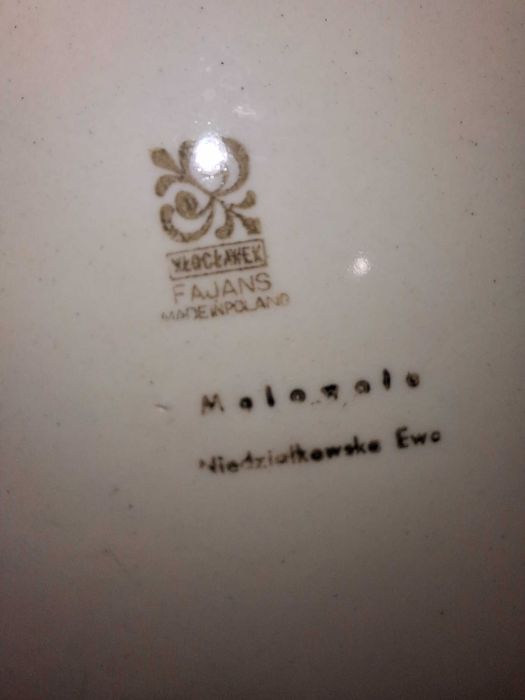 WŁOCŁAWEK
FAJANS
MADE IN POLAND
Malowała
Niedziałkowska Ewa